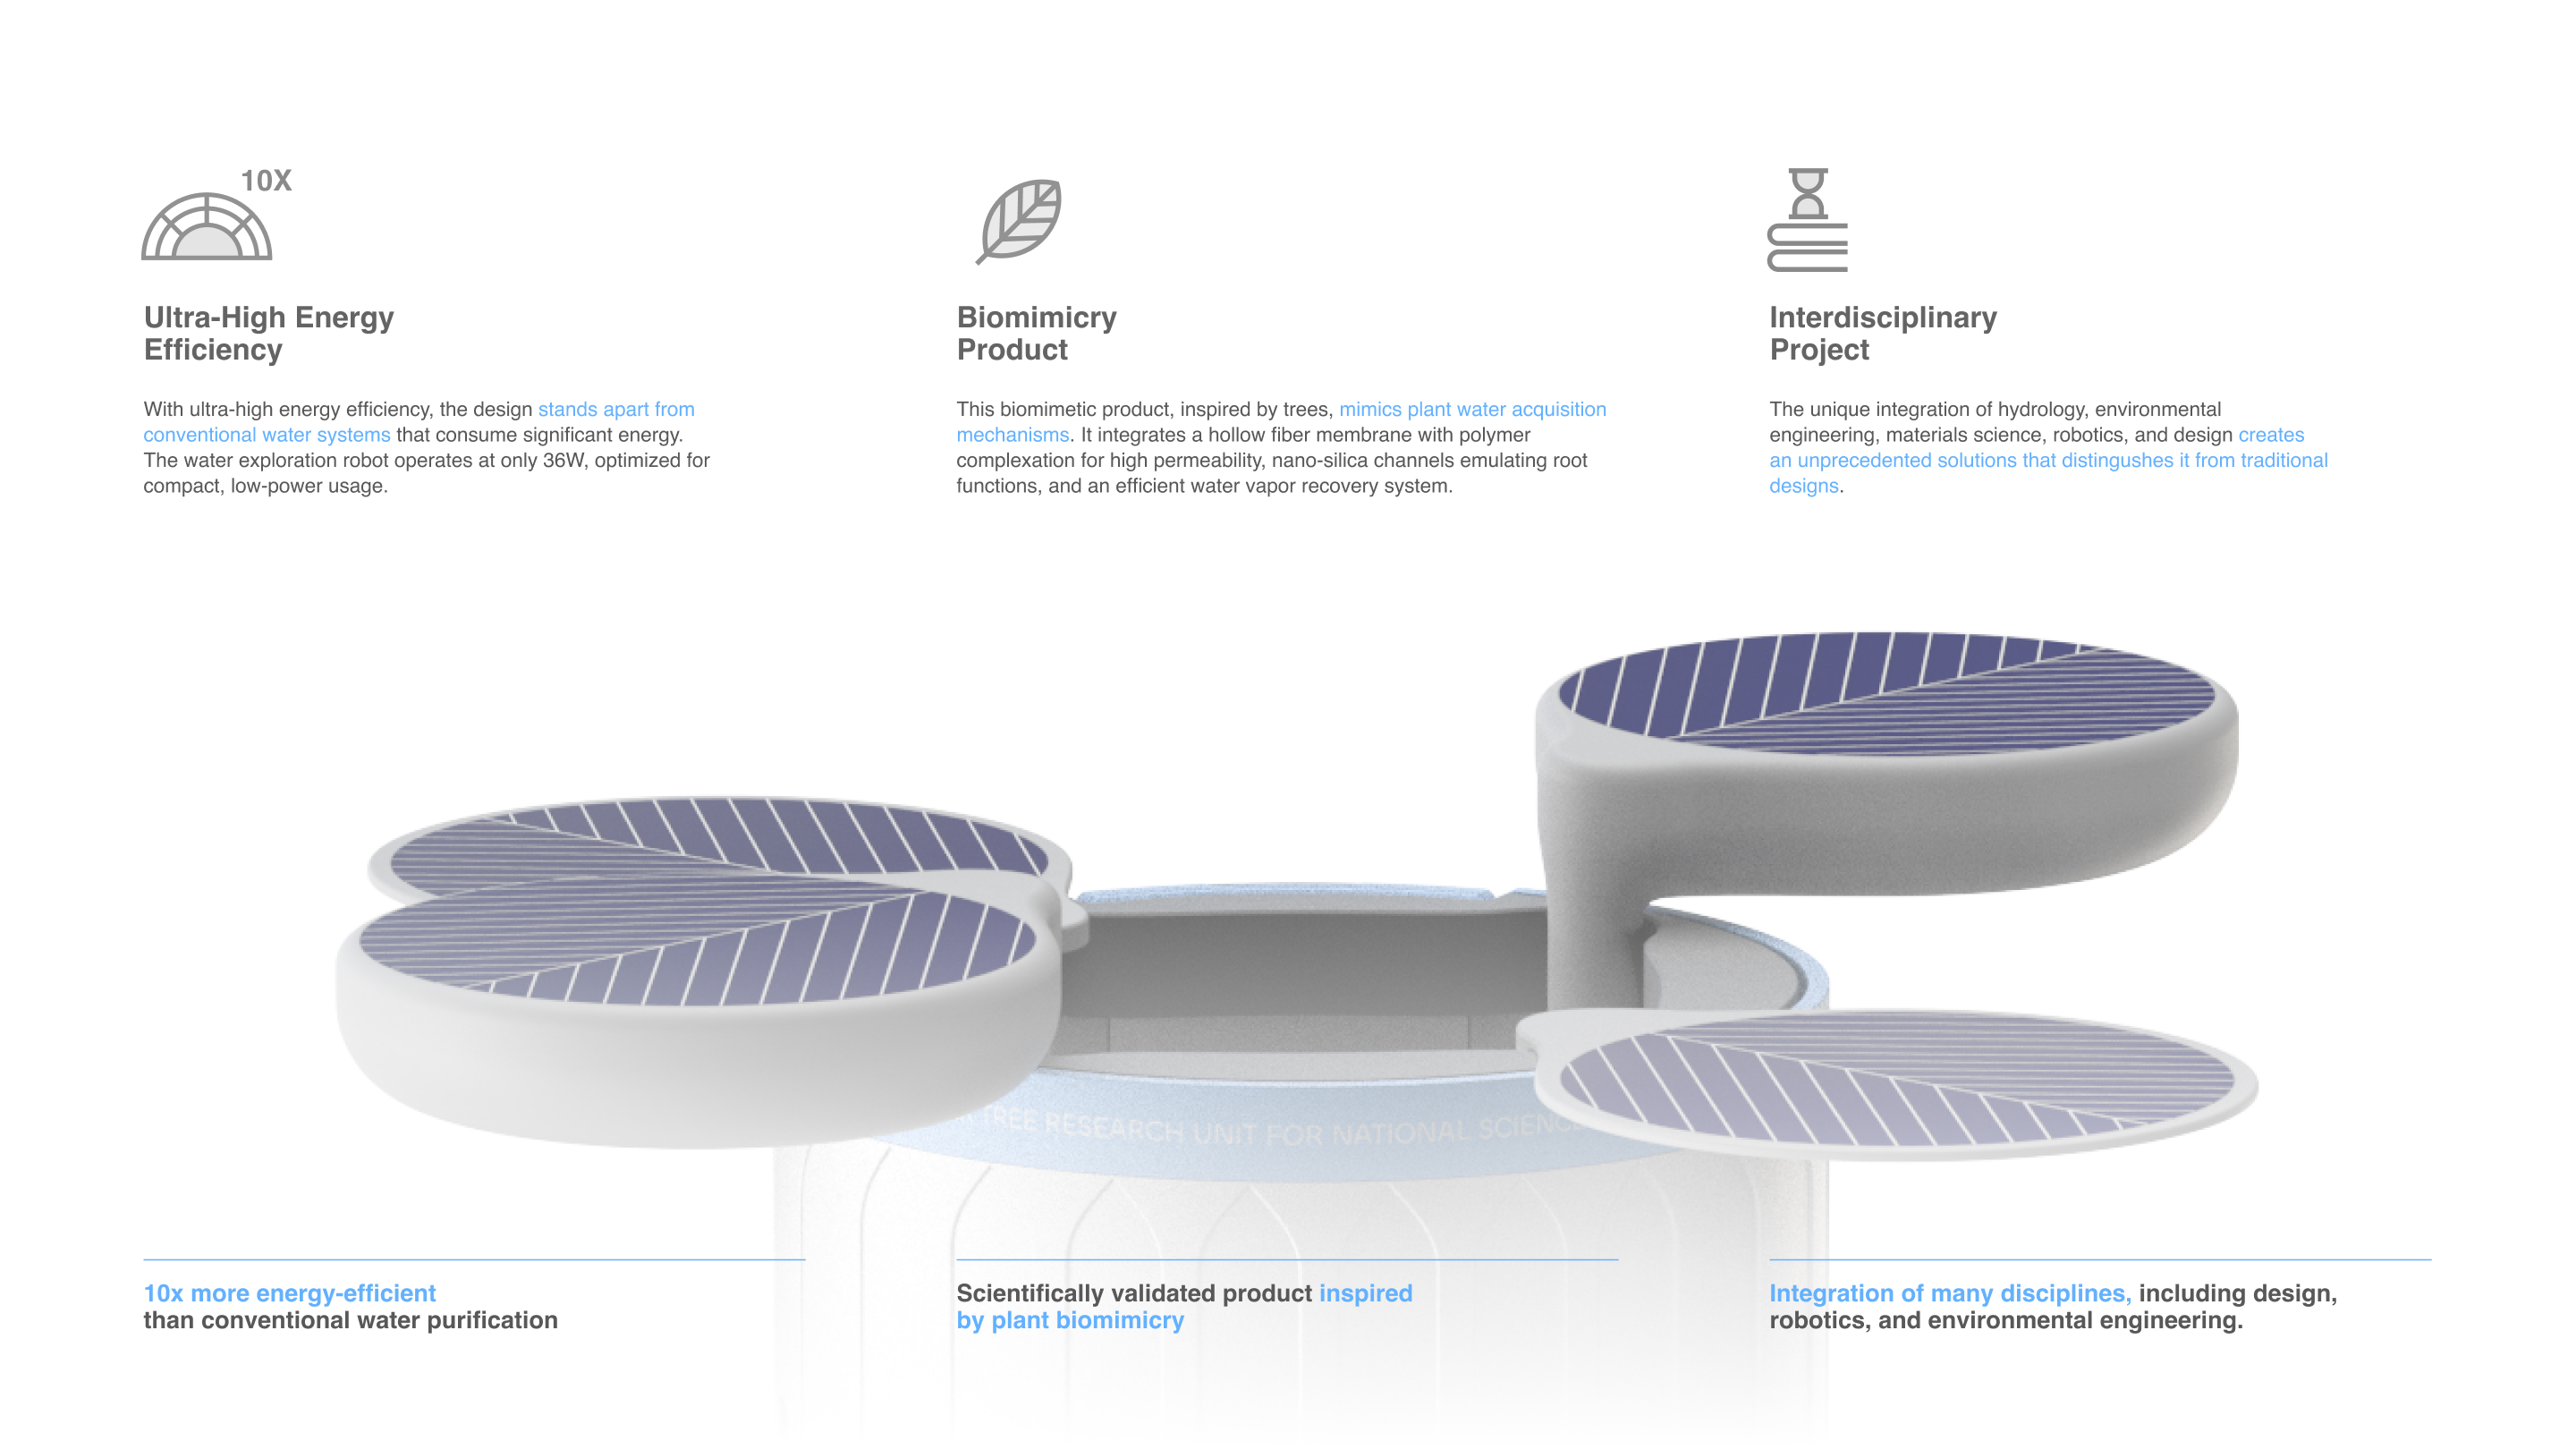 10X
Ultra-High Energy
Efficiency
With ultra-high energy efficiency, the design stands apart from
conventional water systems that consume significant energy.
The water exploration robot operates at only 36W, optimized for
compact, low-power usage.
Biomimicry
Product
This biomimetic product, inspired by trees, mimics plant water acquisition
mechanisms. It integrates a hollow fiber membrane with polymer
complexation for high permeability, nano-silica channels emulating root
functions, and an efficient water vapor recovery system.
Interdisciplinary
Project
The unique integration of hydrology, environmental
engineering, materials science, robotics, and design creates
an unprecedented solutions that distingushes it from traditional
designs.
TREE RESEARCH UNIT FOR NATIONAL
10x more energy-efficient
than conventional water purification
Scientifically validated product inspired
by plant biomimicry
Integration of many disciplines, including design,
robotics, and environmental engineering.